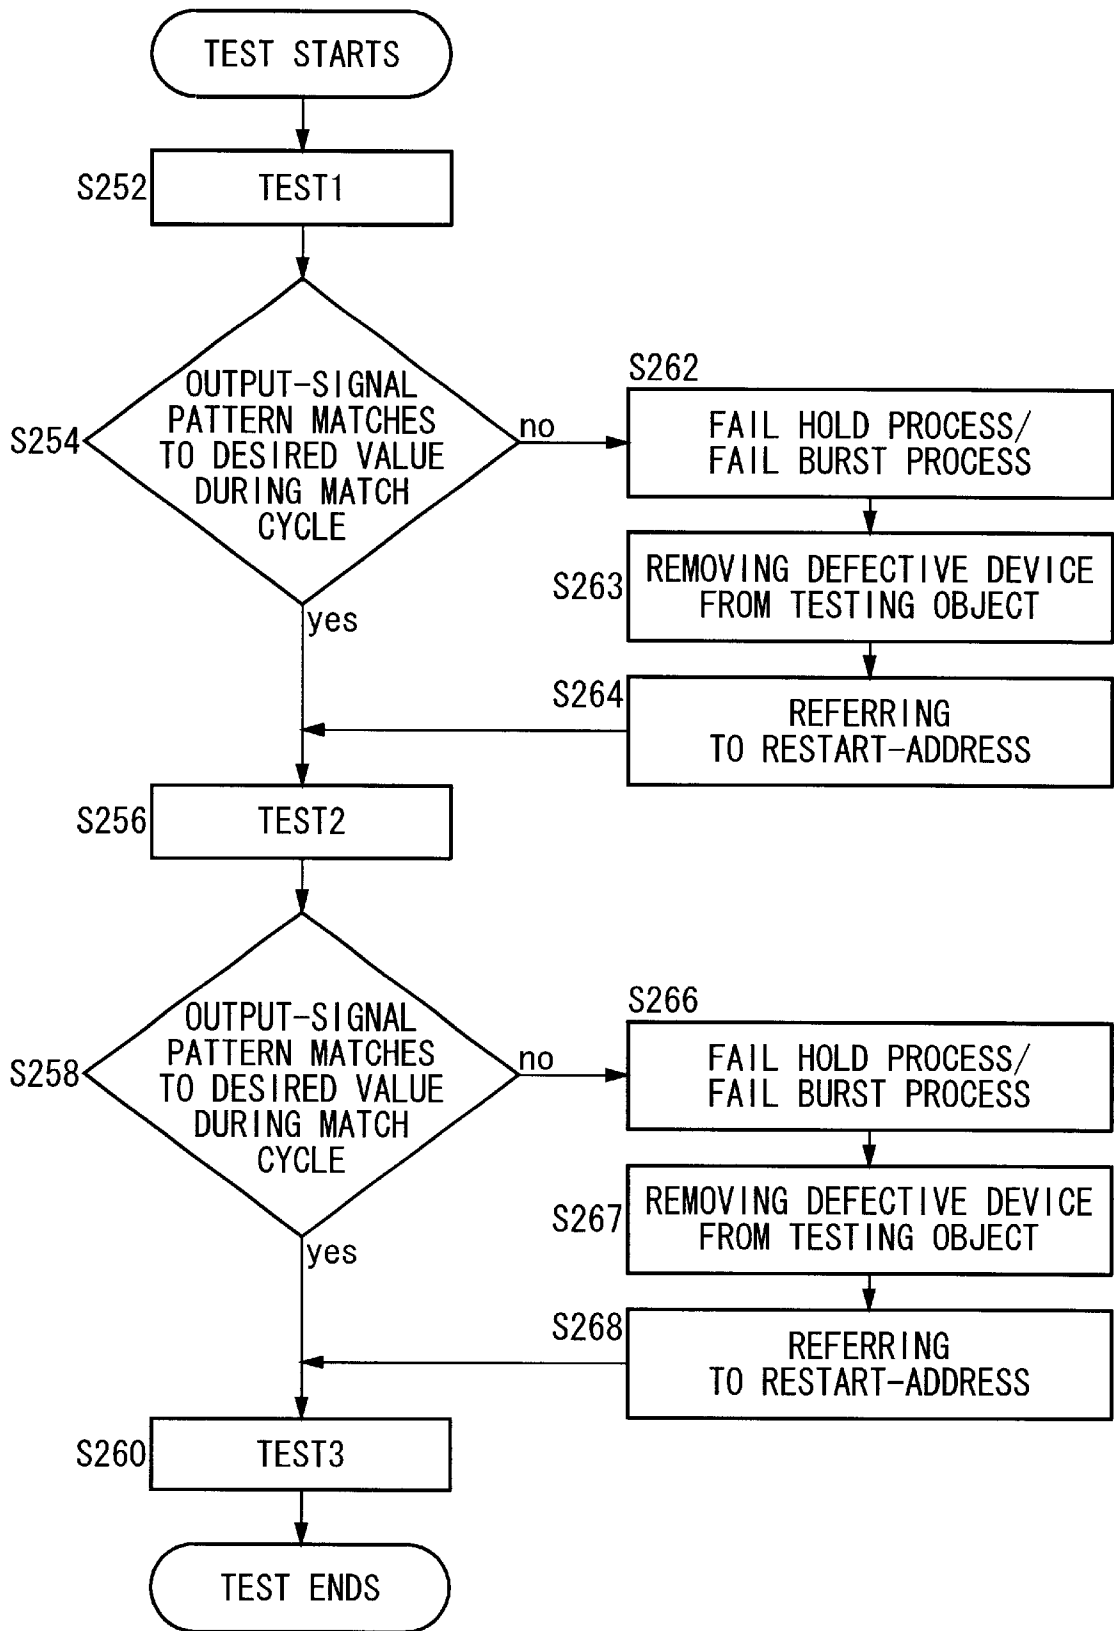 TEST STARTS
S252
TEST1
S254
OUTPUT-SIGNAL
PATTERN MATCHES
TO DESIRED VALUE
DURING MATCH
CYCLE
no
yes
S262
FAIL HOLD PROCESS/
FAIL BURST PROCESS
S263
REMOVING DEFECTIVE DEVICE
FROM TESTING OBJECT
S264
REFERRING
TO RESTART-ADDRESS
S256
TEST2
S258
OUTPUT-SIGNAL
PATTERN MATCHES
TO DESIRED VALUE
DURING MATCH
CYCLE
no
yes
S266
FAIL HOLD PROCESS/
FAIL BURST PROCESS
S267
REMOVING DEFECTIVE DEVICE
FROM TESTING OBJECT
S268
REFERRING
TO RESTART-ADDRESS
S260
TEST3
TEST ENDS